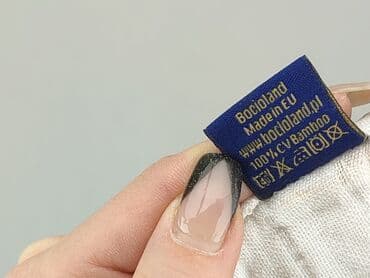 Bocioland
Made in EU
www.bocioland.pl
100% CV Bamboo